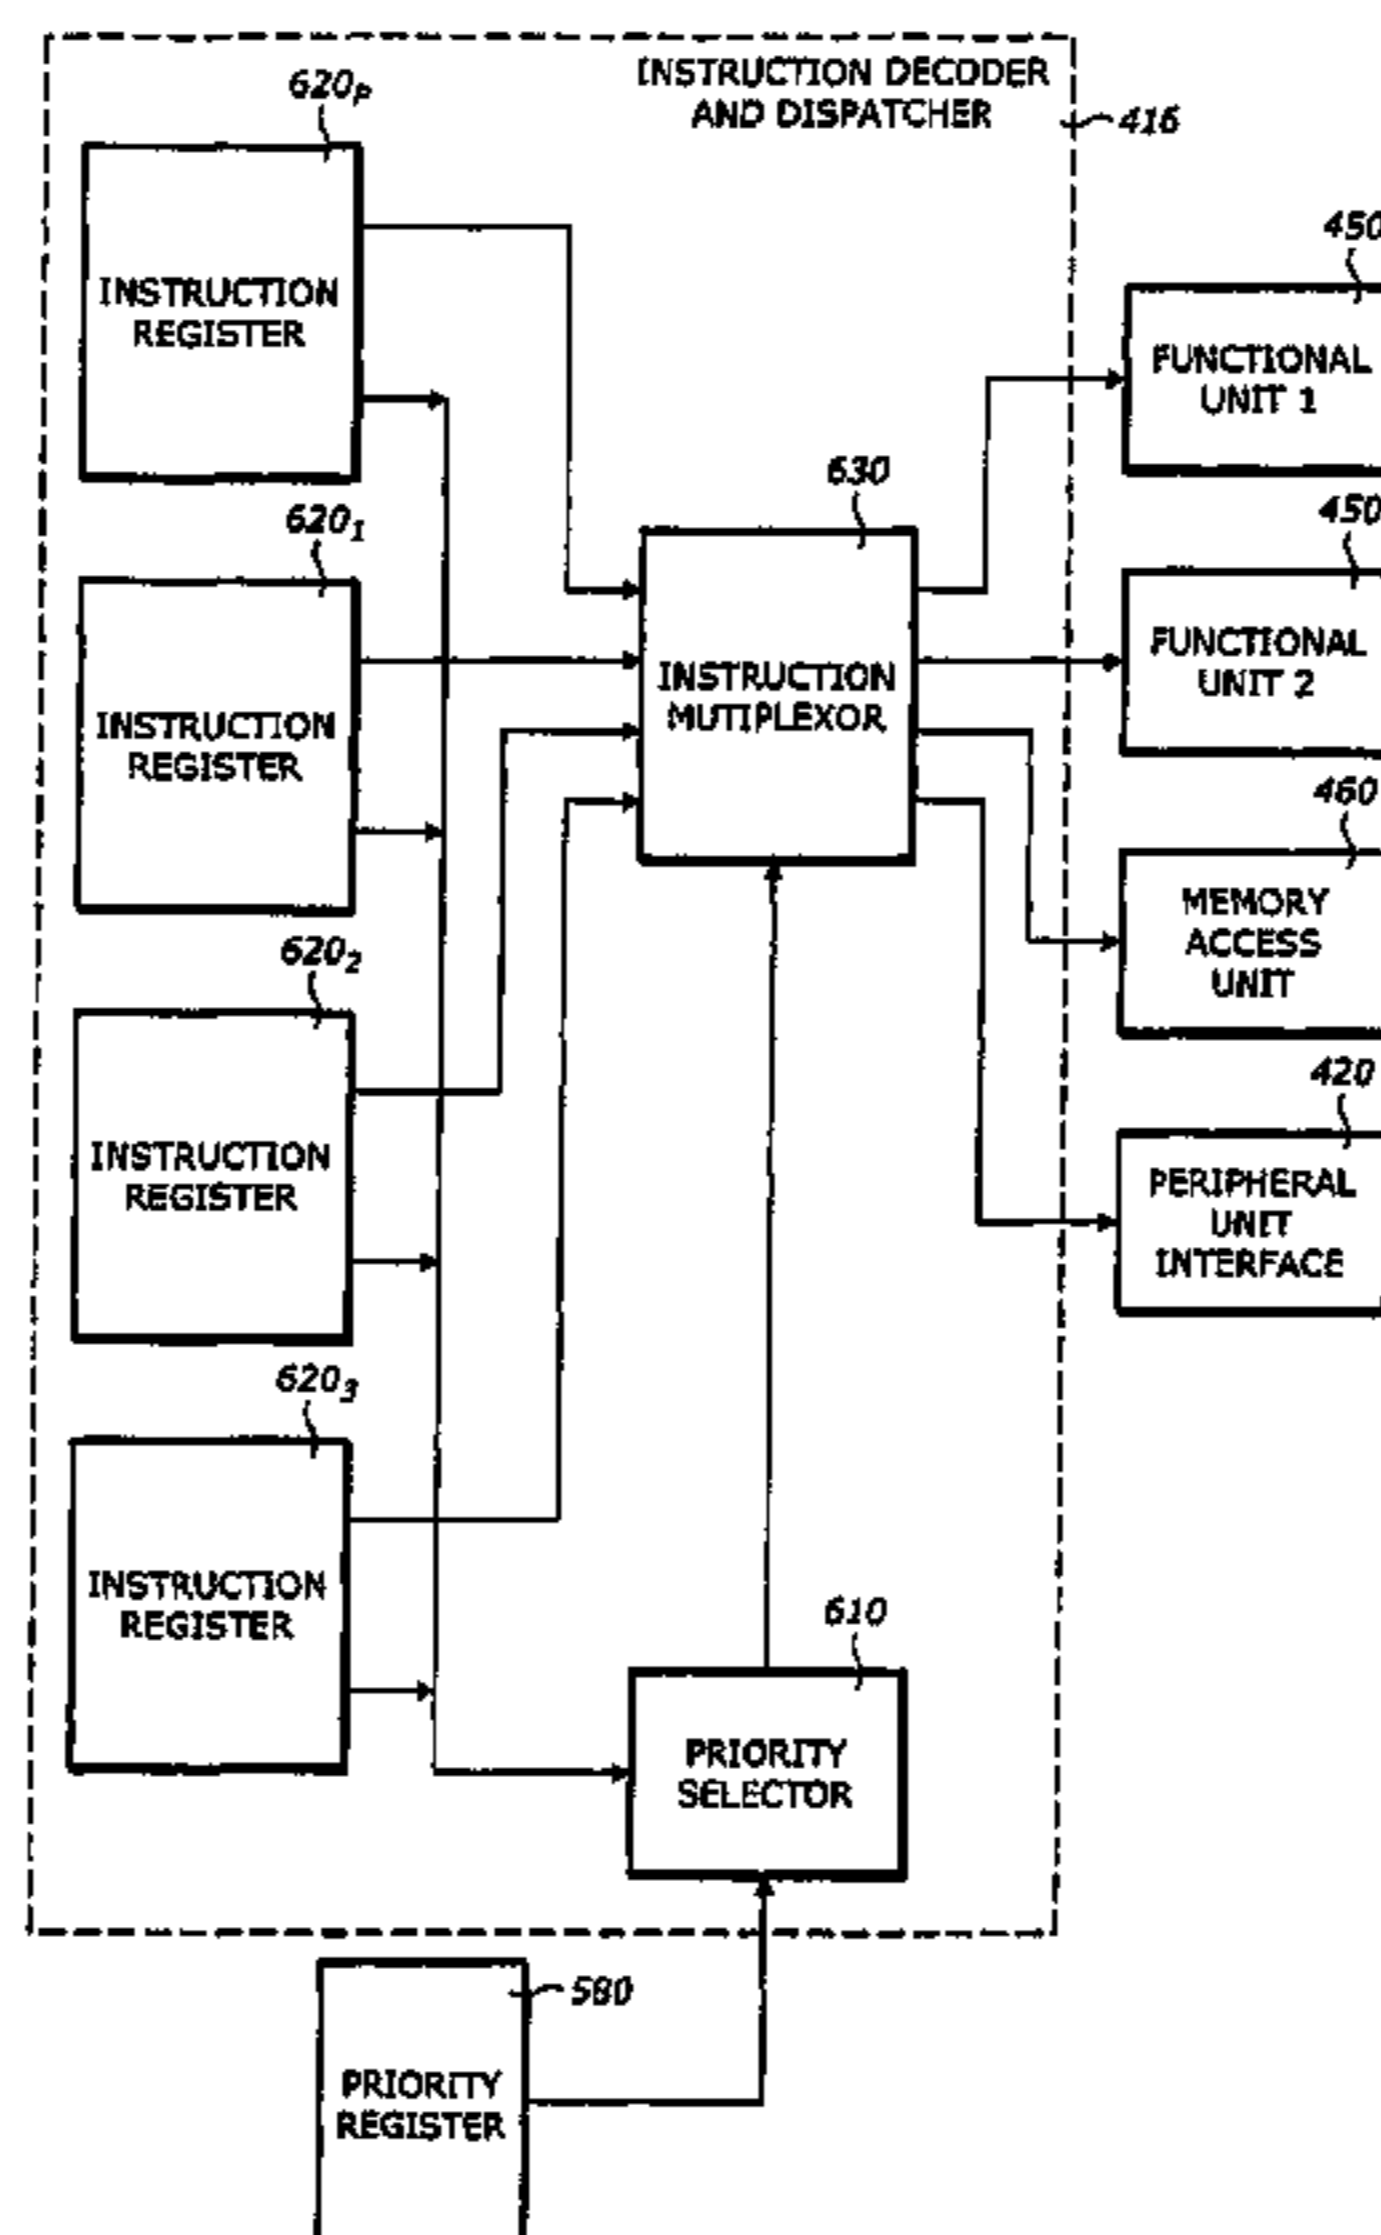 INSTRUCTION DECODER
AND DISPATCHER
416
620P
INSTRUCTION
REGISTER
6201
INSTRUCTION
REGISTER
6202
INSTRUCTION
REGISTER
6203
INSTRUCTION
REGISTER
630
INSTRUCTION
MUTIPLEXOR
610
PRIORITY
SELECTOR
580
PRIORITY
REGISTER
450
FUNCTIONAL
UNIT 1
450
FUNCTIONAL
UNIT 2
460
MEMORY
ACCESS
UNIT
420
PERIPHERAL
UNIT
INTERFACE